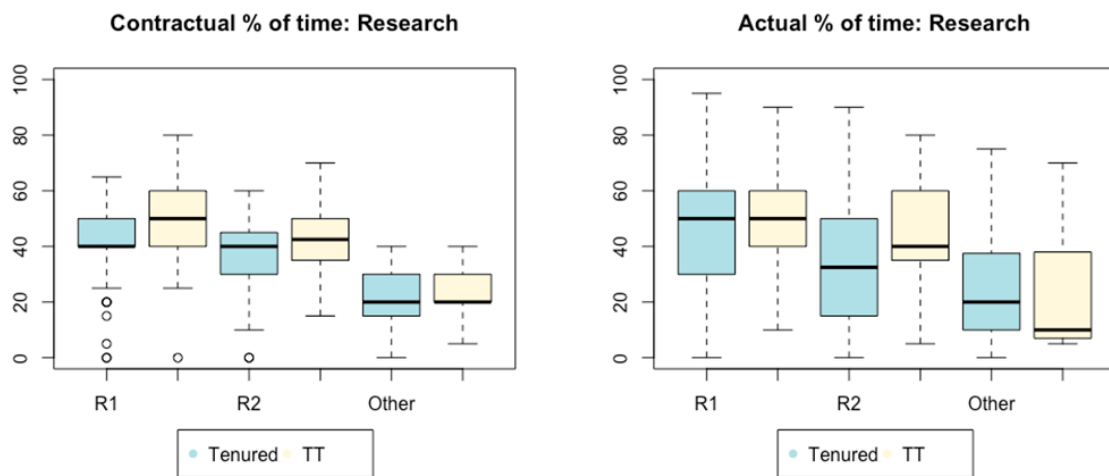 Contractual % of time: Research
100
80
60
40
20
0
R1 R2 Other
Tenured TT
Actual % of time: Research
100
80
60
40
20
0
R1 R2 Other
Tenured TT